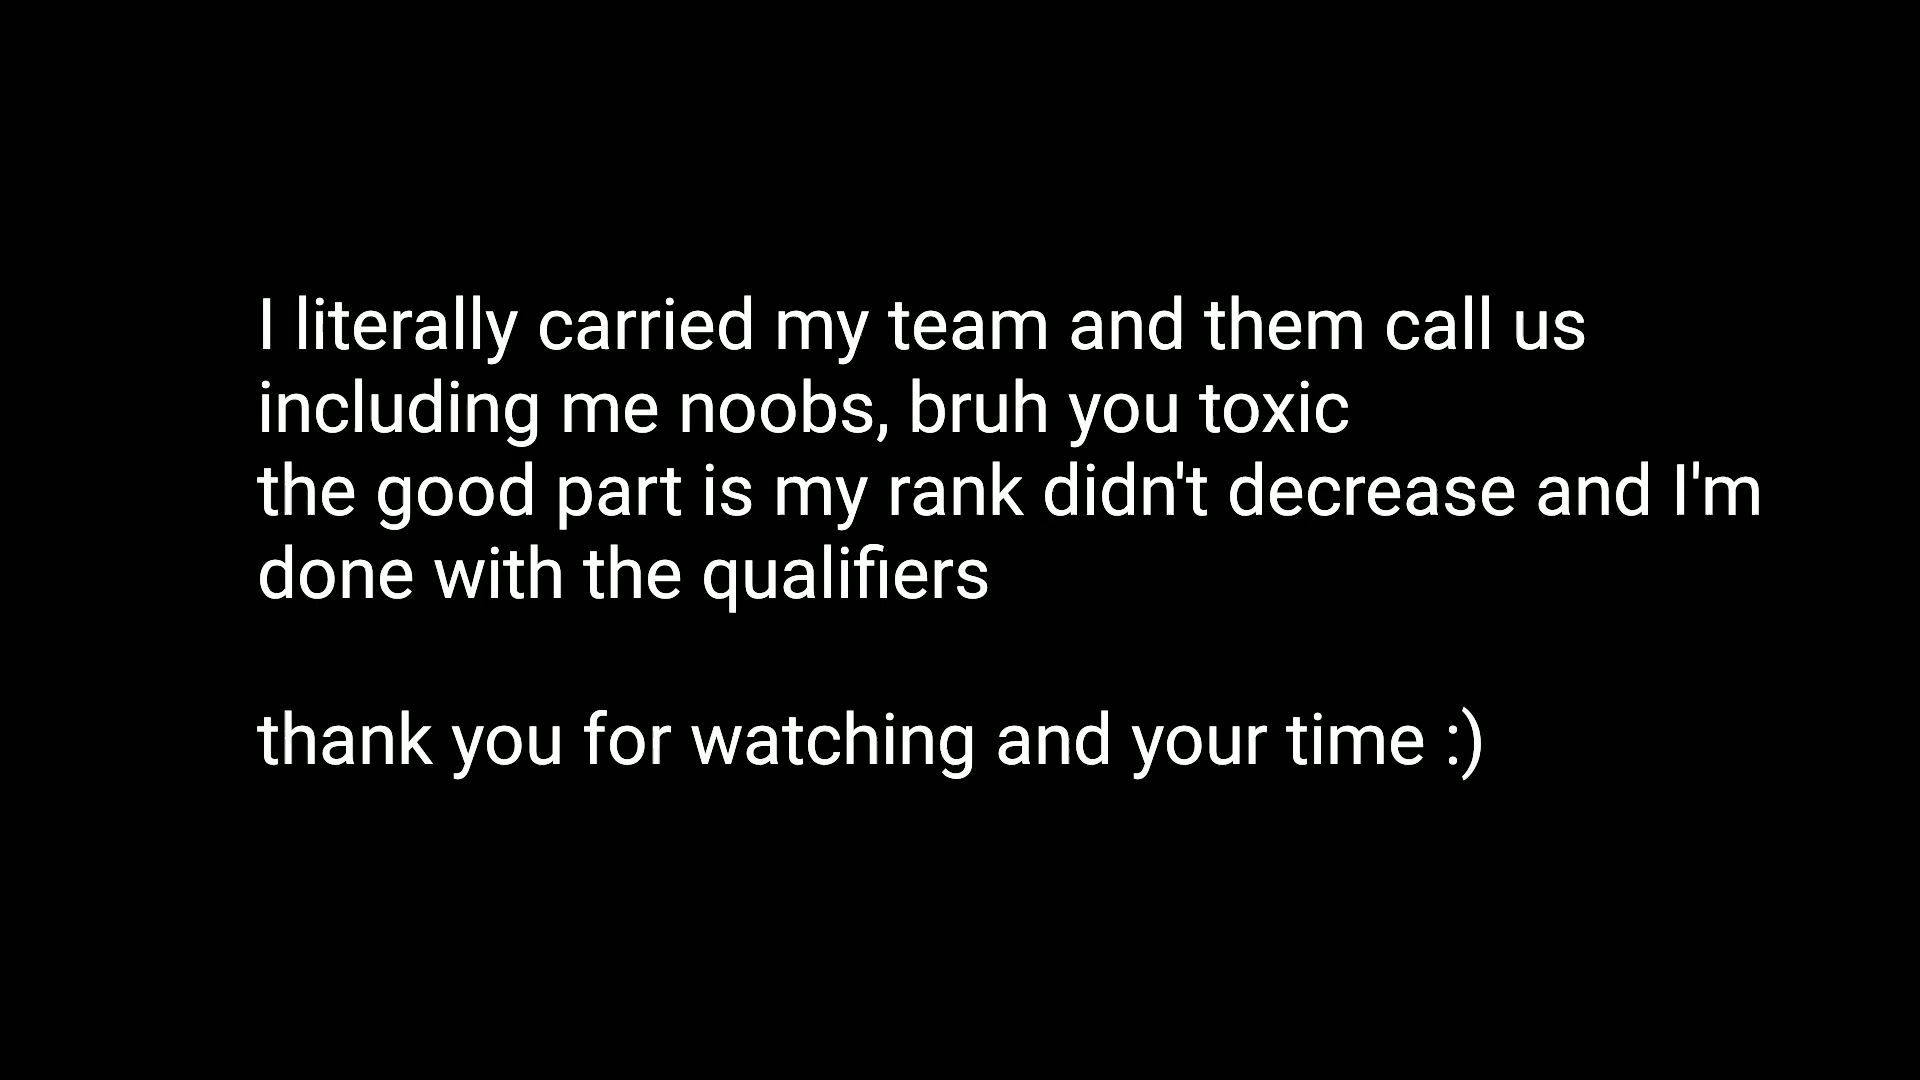 I literally carried my team and them call us
including me noobs, bruh you toxic
the good part is my rank didn't decrease and I'm
done with the qualifiers
thank you for watching and your time :)